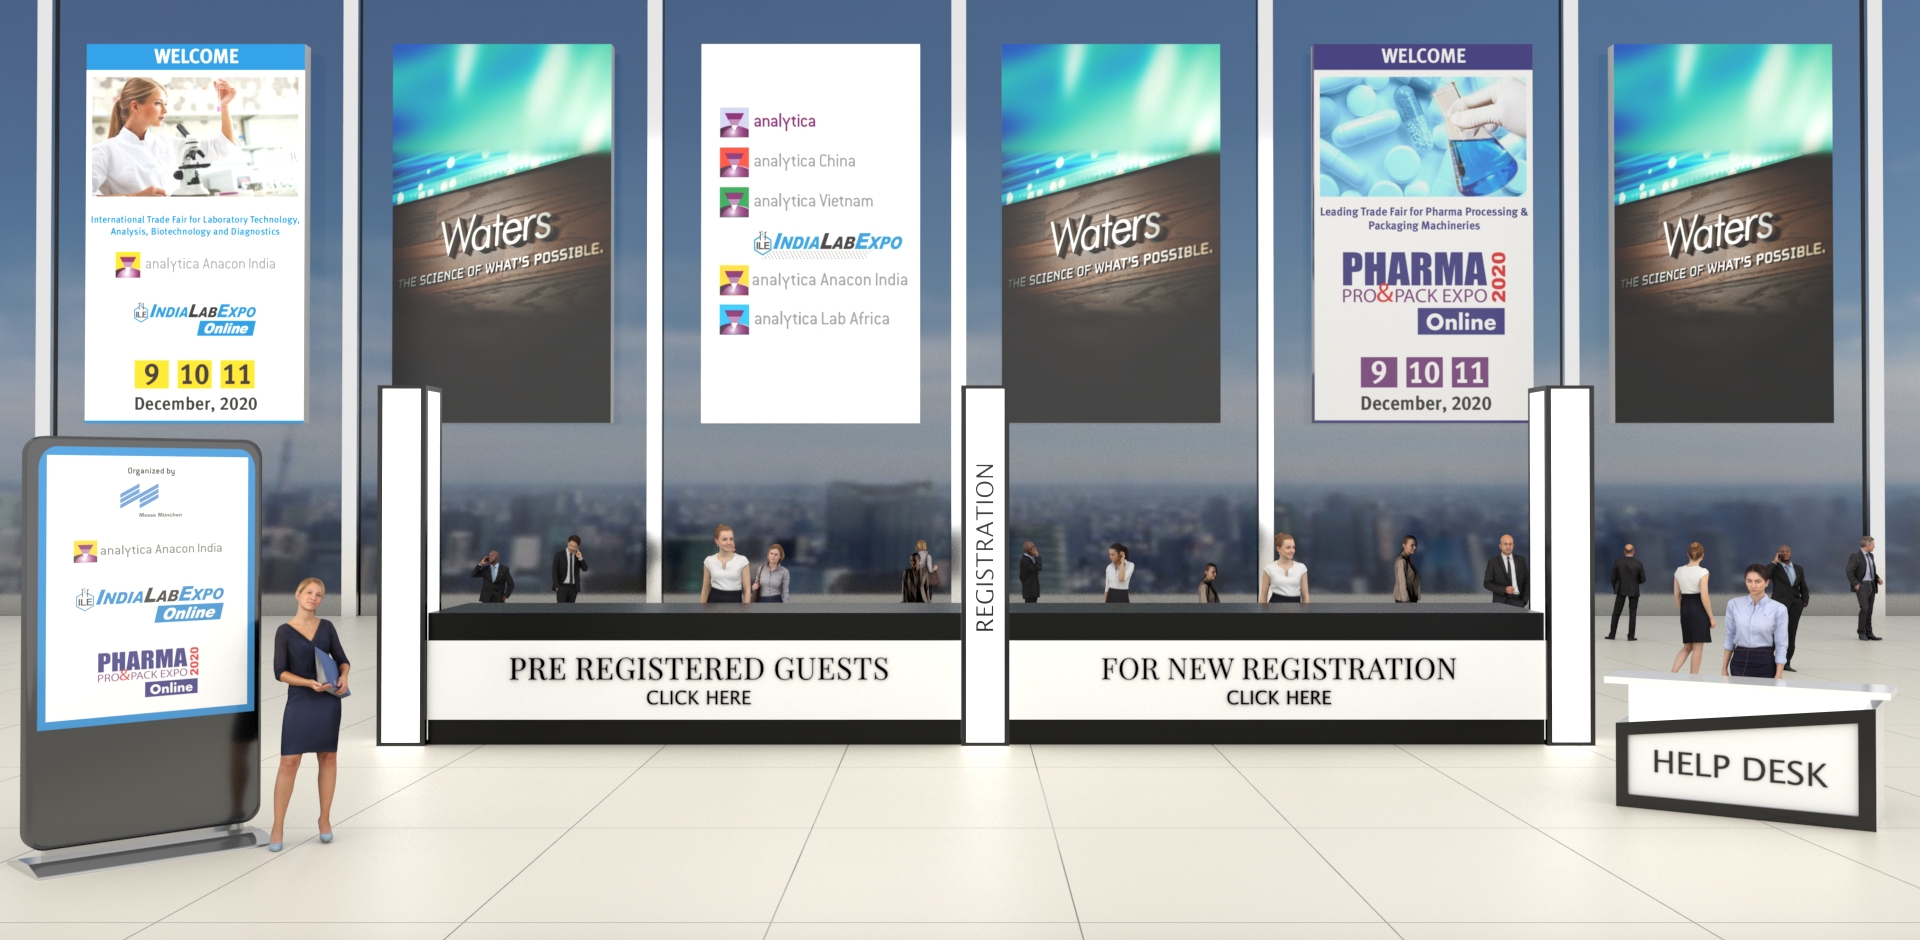 WELCOME
International Trade Fair for Laboratory Technology,
Analysis, Biotechnology and Diagnostics
analytica Anacon India
ILE INDIALABEXPO
Online
9 10 11
December, 2020
Waters
THE SCIENCE OF WHAT'S POSSIBLE.
analytica
analytica China
analytica Vietnam
ILE INDIALABEXPO
analytica Anacon India
analytica Lab Africa
Waters
THE SCIENCE OF WHAT'S POSSIBLE.
WELCOME
Leading Trade Fair for Pharma Processing &
Packaging Machineries
PHARMA 2020
PRO&PACK EXPO
Online
9 10 11
December, 2020
Waters
THE SCIENCE OF WHAT'S POSSIBLE.
Organized by
Messe München
analytica Anacon India
ILE INDIALABEXPO
Online
PHARMA 2020
PRO&PACK EXPO
Online
PRE REGISTERED GUESTS
CLICK HERE
REGISTRATION
FOR NEW REGISTRATION
CLICK HERE
HELP DESK